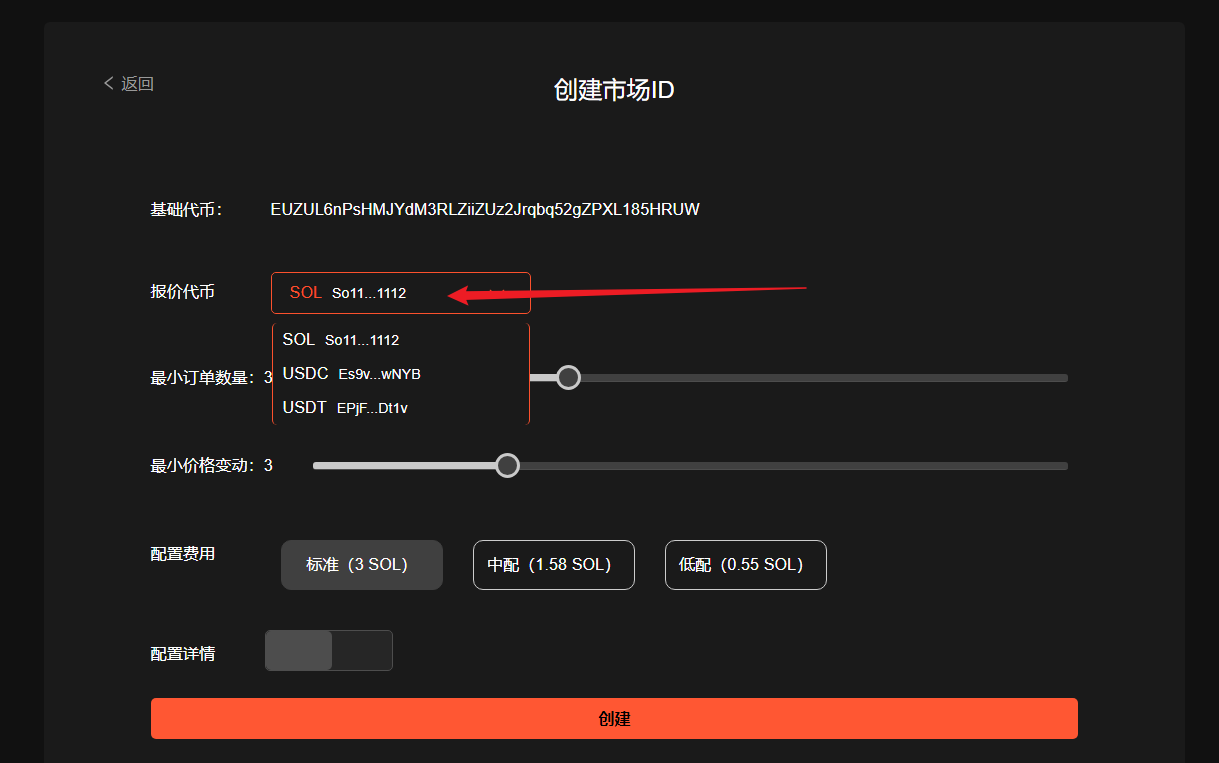 返回
创建市场ID
基础代币： EUZUL6nPsHMJYdM3RLZiiZUz2Jrqbq52gZPXL185HRUW
报价代币 SOL So11...1112
SOL So11...1112
USDC Es9v...wNYB
USDT EPjF...Dt1v
最小订单数量：3
最小价格变动：3
配置费用 标准（3 SOL） 中配（1.58 SOL） 低配（0.55 SOL）
配置详情
创建